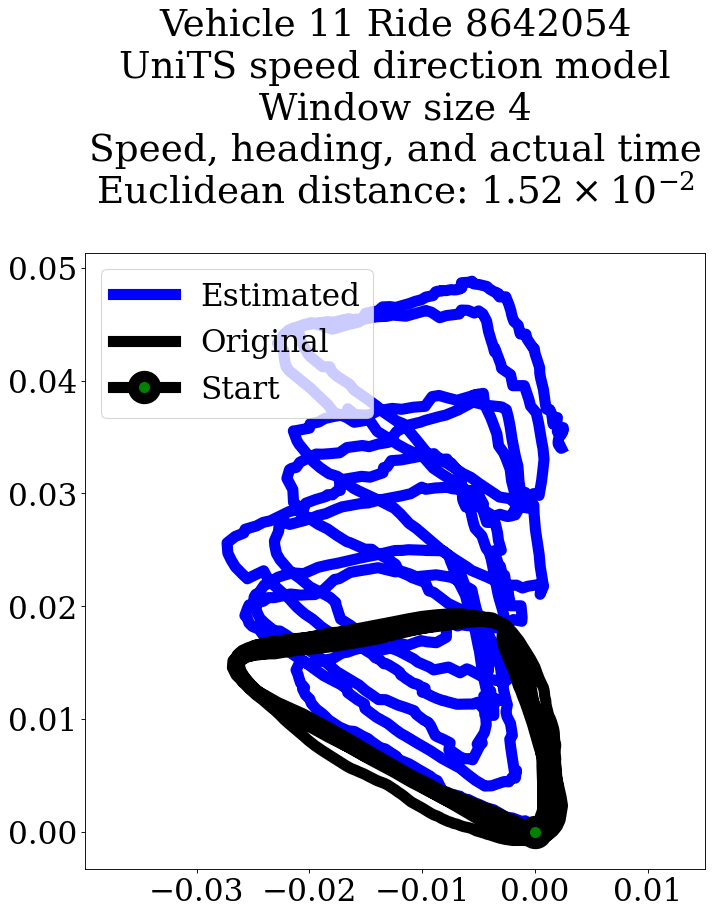 Vehicle 11 Ride 8642054
UniTS speed direction model
Window size 4
Speed, heading, and actual time
Euclidean distance: 1.52 × 10⁻²
0.05
Estimated
Original
0.04
Start
0.03
0.02
0.01
0.00
−0.03 −0.02 −0.01 0.00 0.01